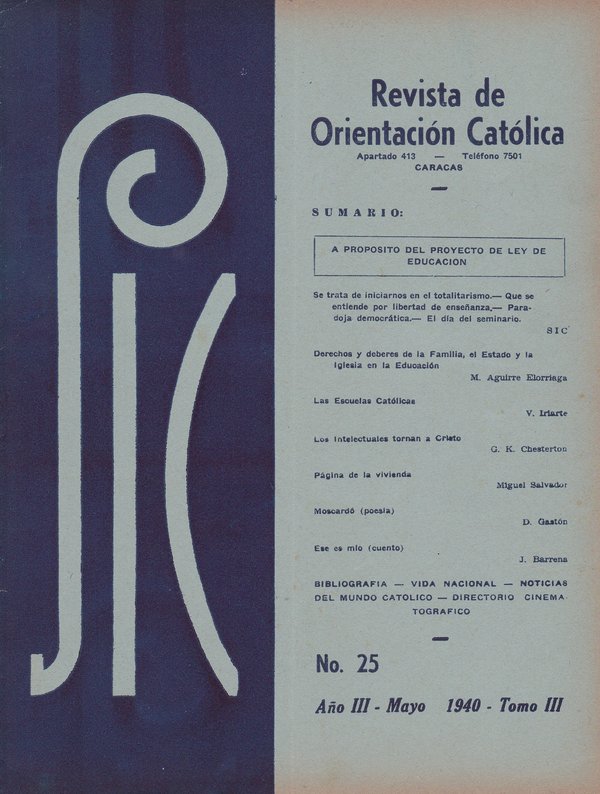 SIC
Revista de
Orientación Católica
Apartado 413 — Teléfono 7501
CARACAS
SUMARIO:
A PROPOSITO DEL PROYECTO DE LEY DE
EDUCACION
Se trata de iniciarnos en el totalitarismo.— Que se
entiende por libertad de enseñanza.— Para-
doja democrática.— El día del seminario.
SIC
Derechos y deberes de la Familia, el Estado y la
Iglesia en la Educación
M. Aguirre Elorriaga
Las Escuelas Católicas
V. Iriarte
Los Intelectuales tornan a Cristo
G. K. Chesterton
Página de la vivienda
Miguel Salvador
Moscardó (poesía)
D. Gastón
Ese es mío (cuento)
J. Barrena
BIBLIOGRAFIA — VIDA NACIONAL — NOTICIAS
DEL MUNDO CATOLICO — DIRECTORIO CINEMA
TOGRAFICO
No. 25
Año III - Mayo 1940 - Tomo III